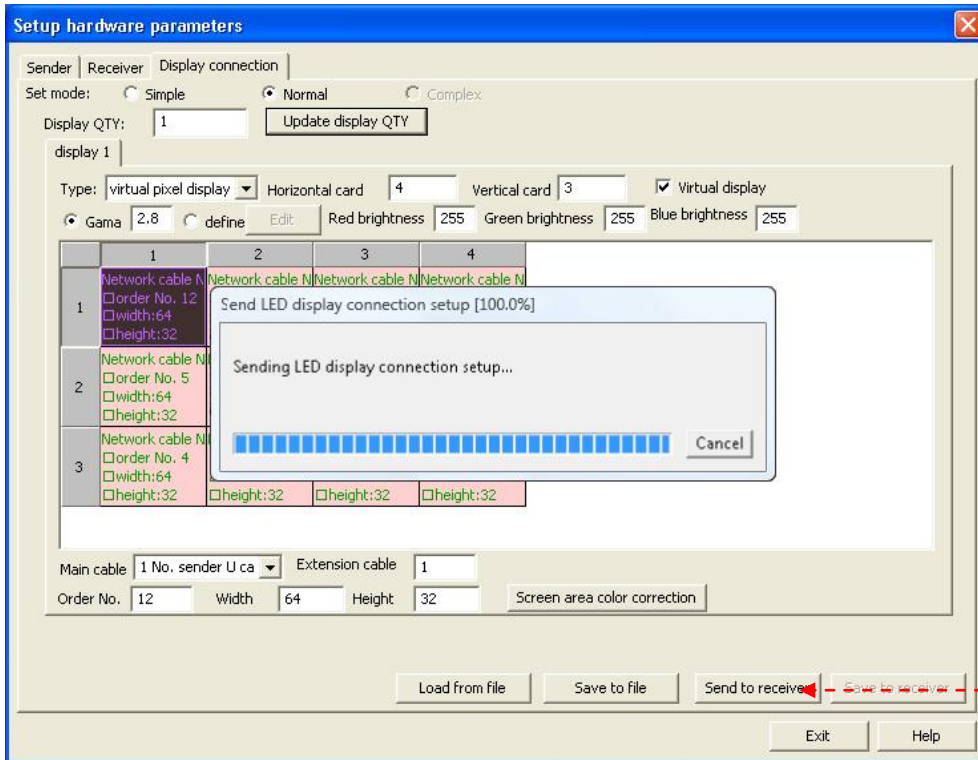 Setup hardware parameters
Sender Receiver Display connection
Set mode: Simple Normal Complex
Display QTY: 1 Update display QTY
display 1
Type: virtual pixel display Horizontal card 4 Vertical card 3 Virtual display
Gama 2.8 define Edit Red brightness 255 Green brightness 255 Blue brightness 255
1 2 3 4
Network cable N Network cable N Network cable N Network cable N
1 order No. 12
width:64
height:32
Send LED display connection setup [100.0%]
Sending LED display connection setup...
Cancel
Network cable N
2 order No. 5
width:64
height:32
Network cable N
3 order No. 4
width:64
height:32 height:32 height:32 height:32
Main cable 1 No. sender U ca Extension cable 1
Order No. 12 Width 64 Height 32 Screen area color correction
Load from file Save to file Send to receiver Save to receiver
Exit Help